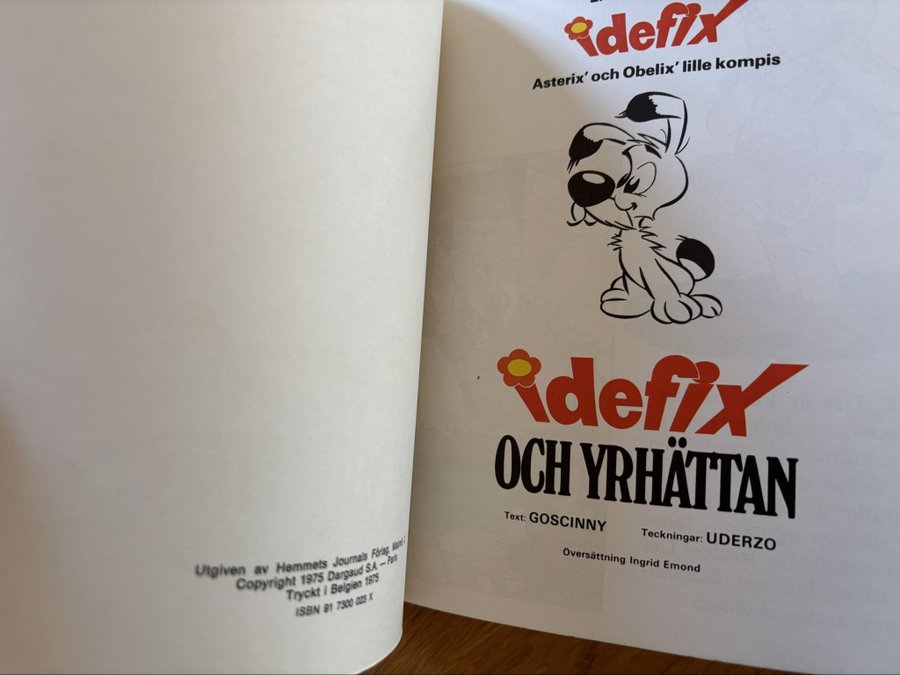 Utgiven av Hemmets Journals Förlag,
Copyright 1975 Dargaud S.A. – Paris
Tryckt i Belgien 1975
ISBN 91 7300 023 X
idefix
Asterix’ och Obelix’ lille kompis
idefix
OCH YRHÄTTAN
Text: GOSCINNY
Teckningar: UDERZO
Översättning Ingrid Emond